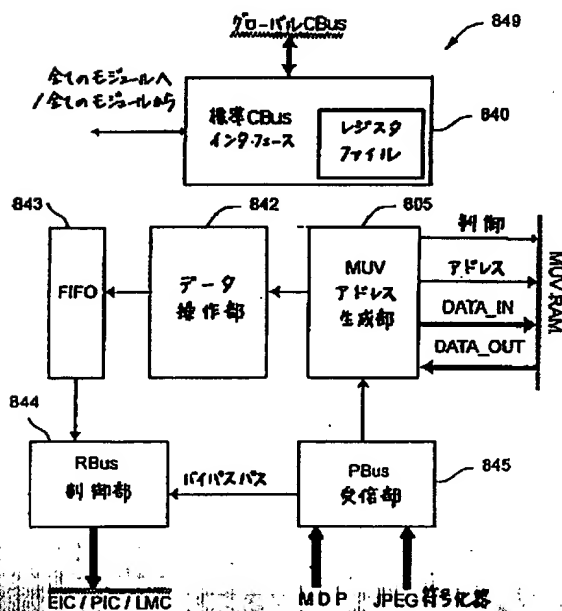 グローバルCBus
849
全てのモジュールへ
/全てのモジュールから
標準CBus
インタフェース
レジスタ
ファイル
840
843
842
805
FIFO
データ
操作部
MUV
アドレス
生成部
制御
アドレス
DATA_IN
DATA_OUT
MUV RAM
844
RBus
制御部
バイパスパス
PBus
受信部
845
EIC / PIC / LMC
MDP
JPEG符号化器